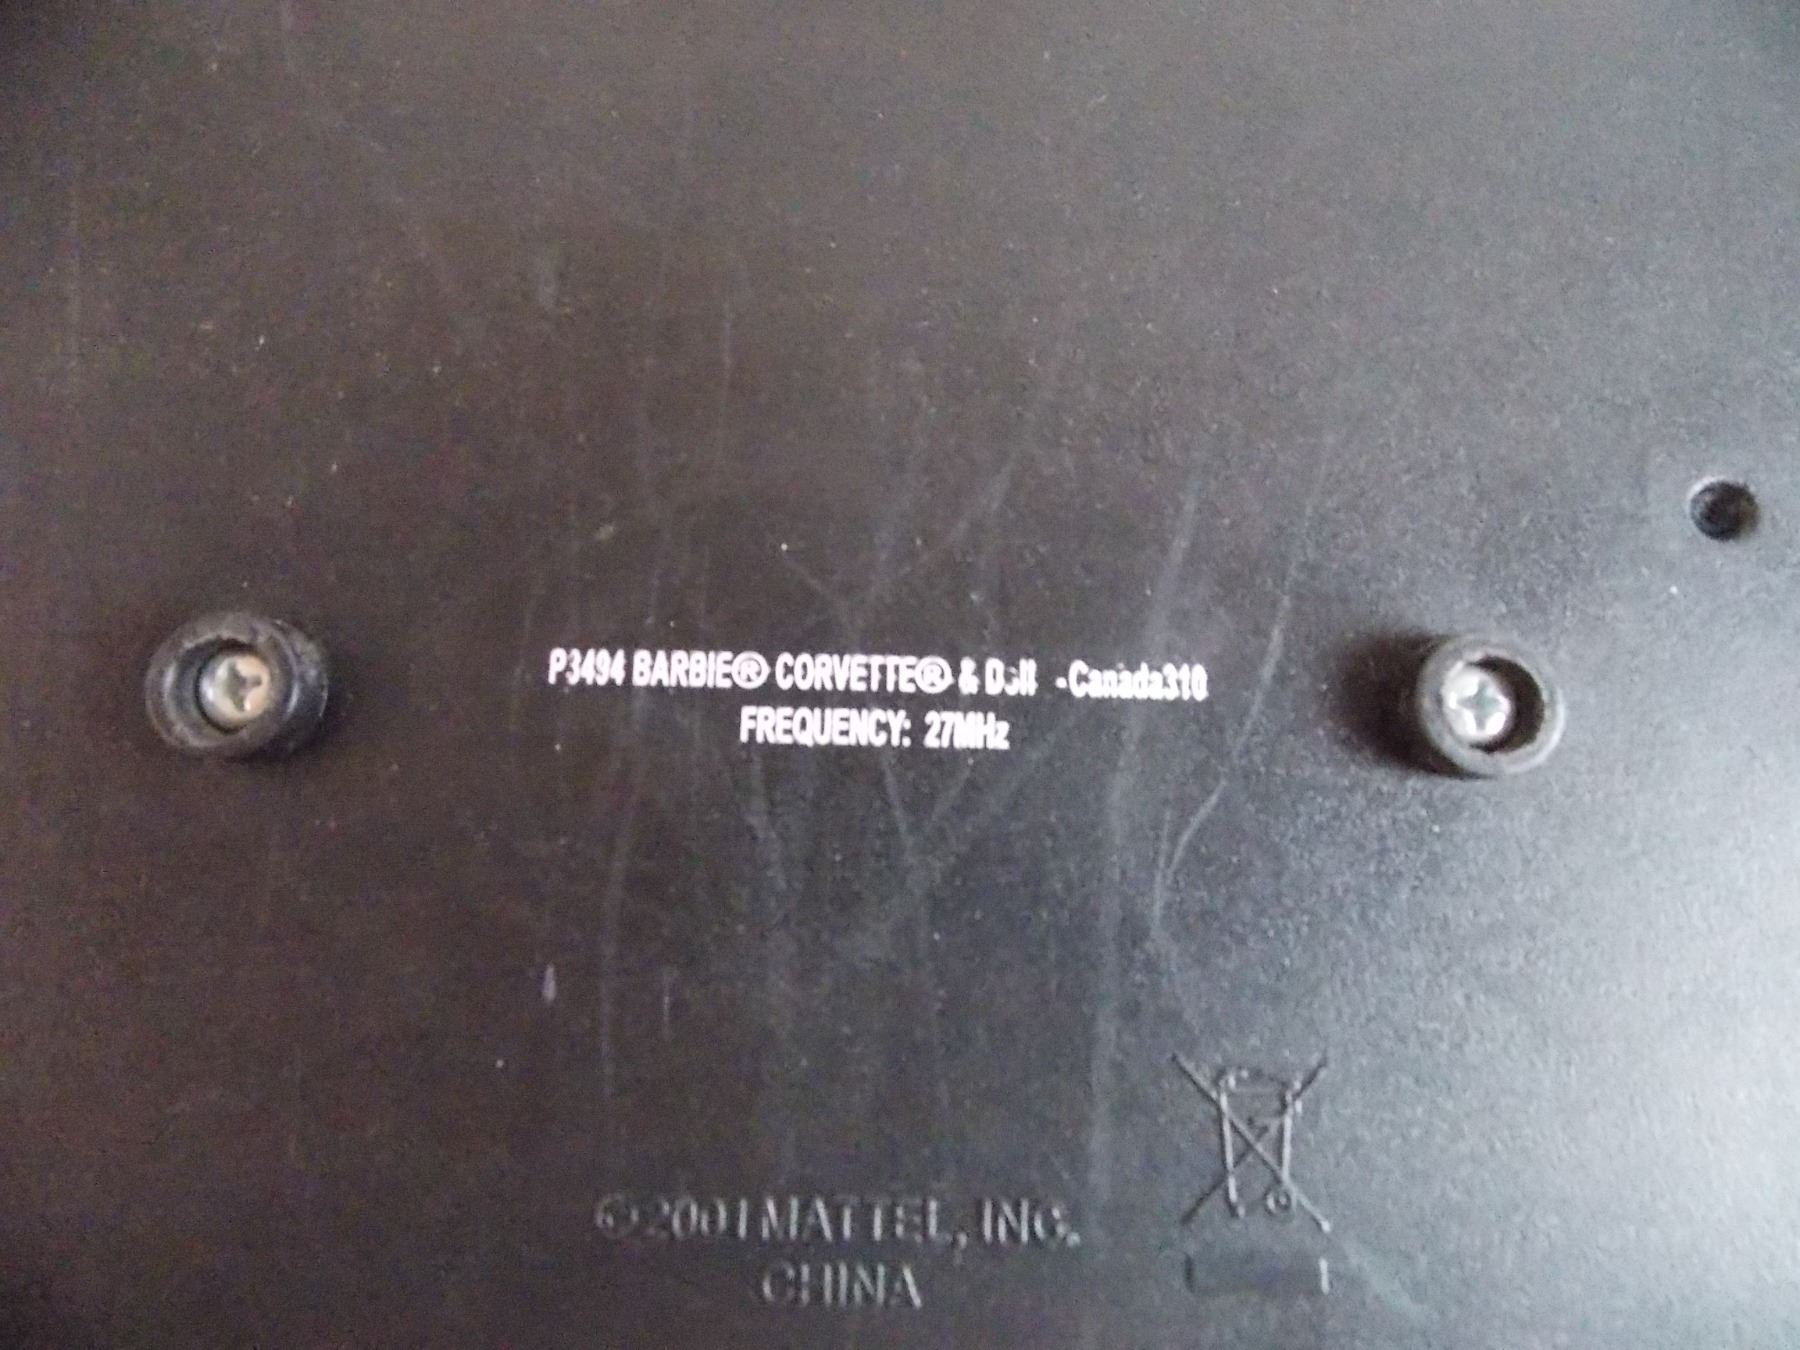 P3494 BARBIE® CORVETTE® & Doll -Canada310
FREQUENCY: 27MHz
©2001 MATTEL, INC.
CHINA